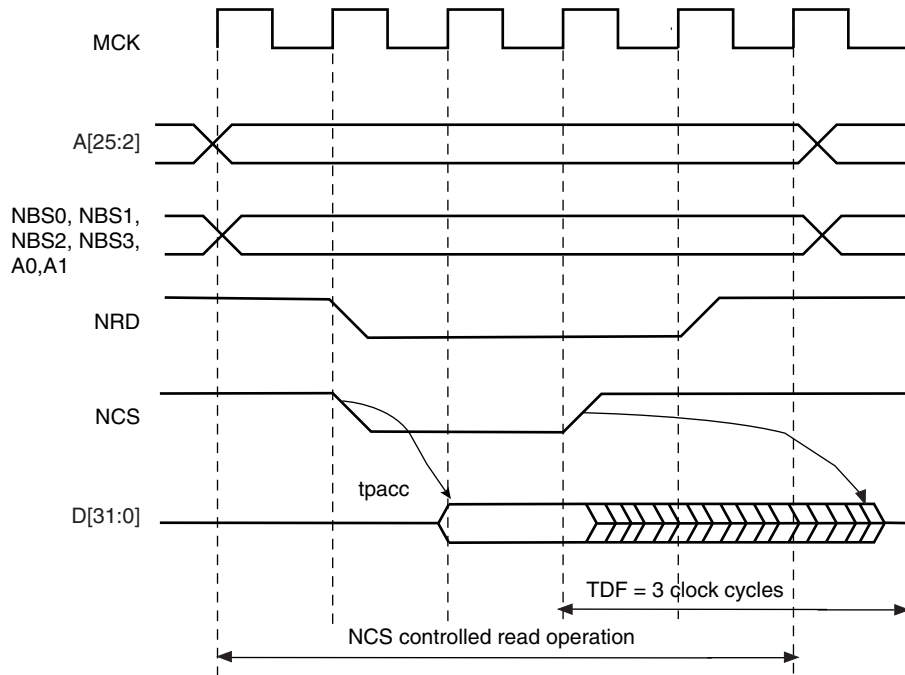 MCK
A[25:2]
NBS0, NBS1,
NBS2, NBS3,
A0,A1
NRD
NCS
tpacc
D[31:0]
TDF = 3 clock cycles
NCS controlled read operation